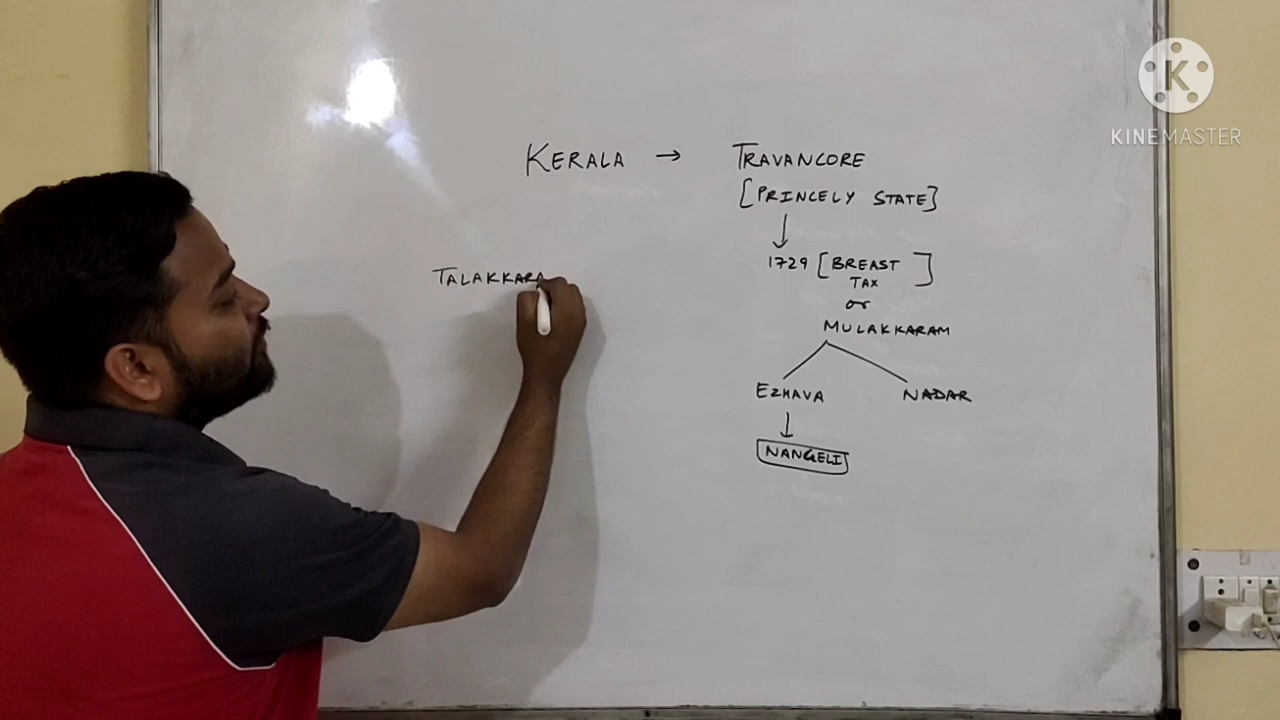 KERALA → TRAVANCORE
[PRINCELY STATE]
1729 [BREAST TAX]
or
MULAKKARAM
EZHAVA NADAR
NANGELI
TALAKKARA
K
KINEMASTER